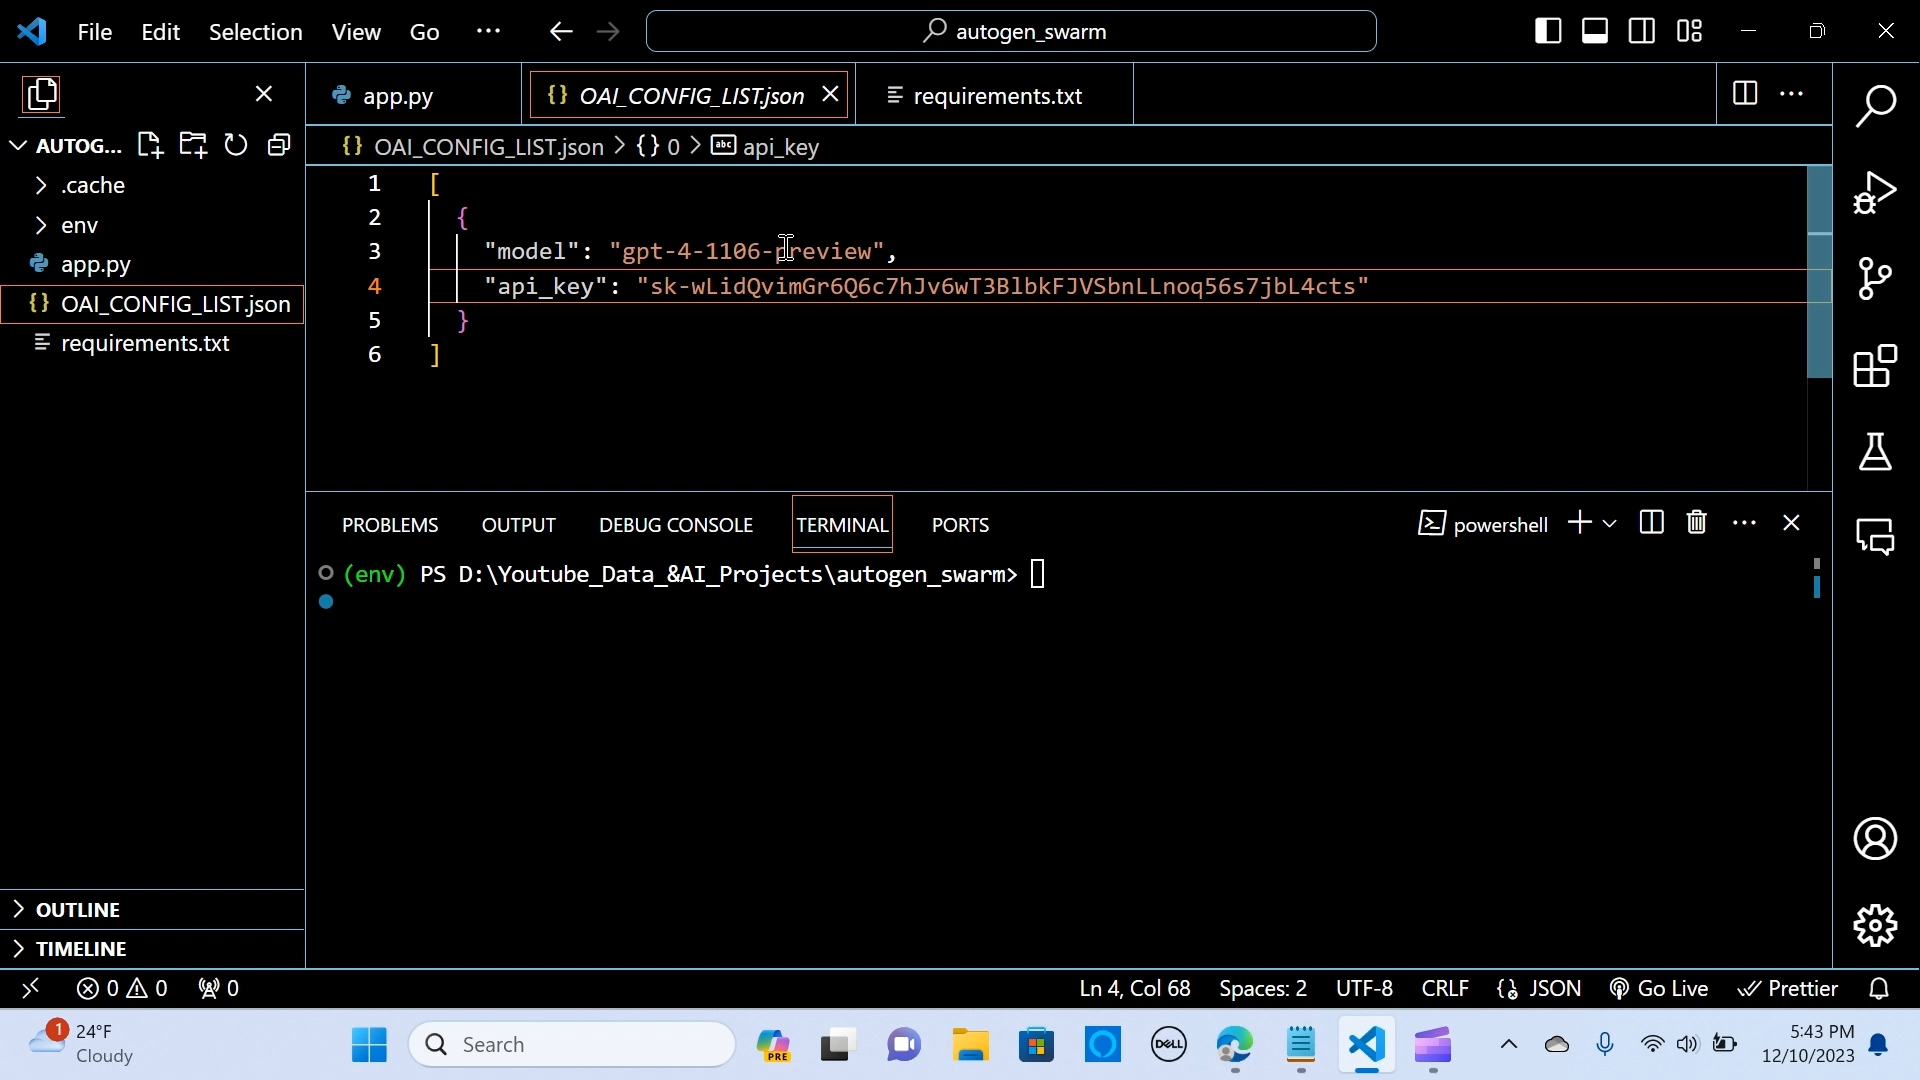 File Edit Selection View Go ··· autogen_swarm
app.py OAI_CONFIG_LIST.json requirements.txt
AUTOG...
OAI_CONFIG_LIST.json > {} 0 > abc api_key
.cache
env
app.py
OAI_CONFIG_LIST.json
requirements.txt
1 [
2 {
3 "model": "gpt-4-1106-preview",
4 "api_key": "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"
5 }
6 ]
PROBLEMS OUTPUT DEBUG CONSOLE TERMINAL PORTS powershell
(env) PS D:\Youtube_Data_&AI_Projects\autogen_swarm>
OUTLINE
TIMELINE
0 0 0 Ln 4, Col 68 Spaces: 2 UTF-8 CRLF {} JSON Go Live Prettier
1 24°F
Cloudy
Search
PRE
DELL
5:43 PM
12/10/2023